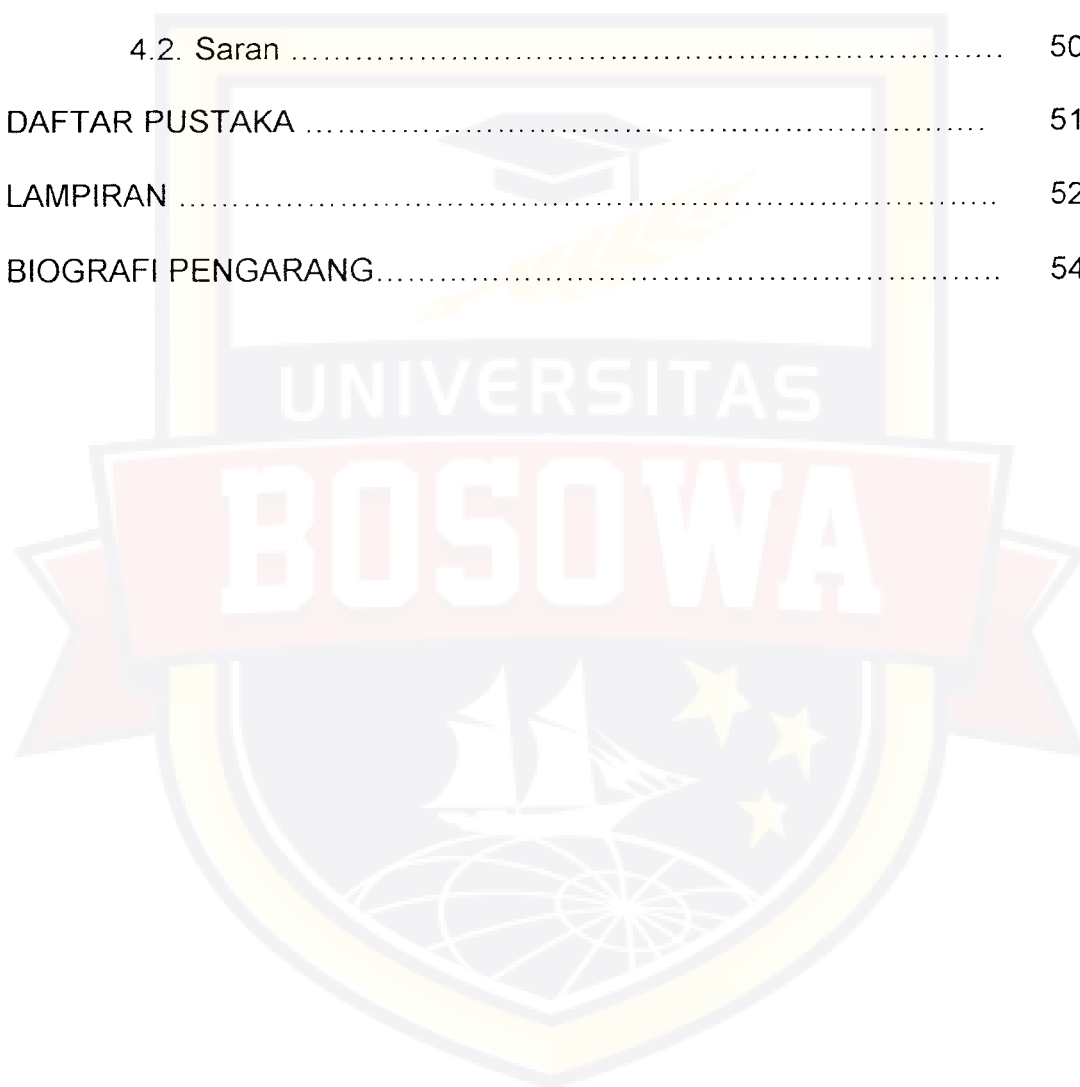 4.2. Saran ........................................................................ 50
DAFTAR PUSTAKA ..................................................................... 51
LAMPIRAN ................................................................................... 52
BIOGRAFI PENGARANG............................................................... 54
UNIVERSITAS
BOSOWA